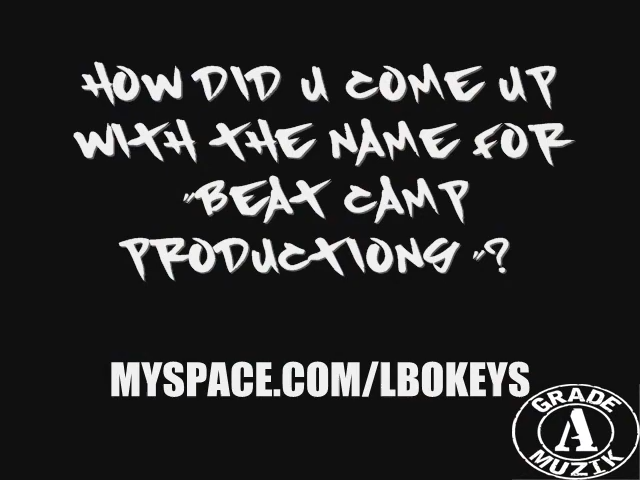 HOW DID U COME UP
WITH THE NAME FOR
"BEAT CAMP
PRODUCTIONS "?
MYSPACE.COM/LBOKEYS
GRADE
A
MUZIK